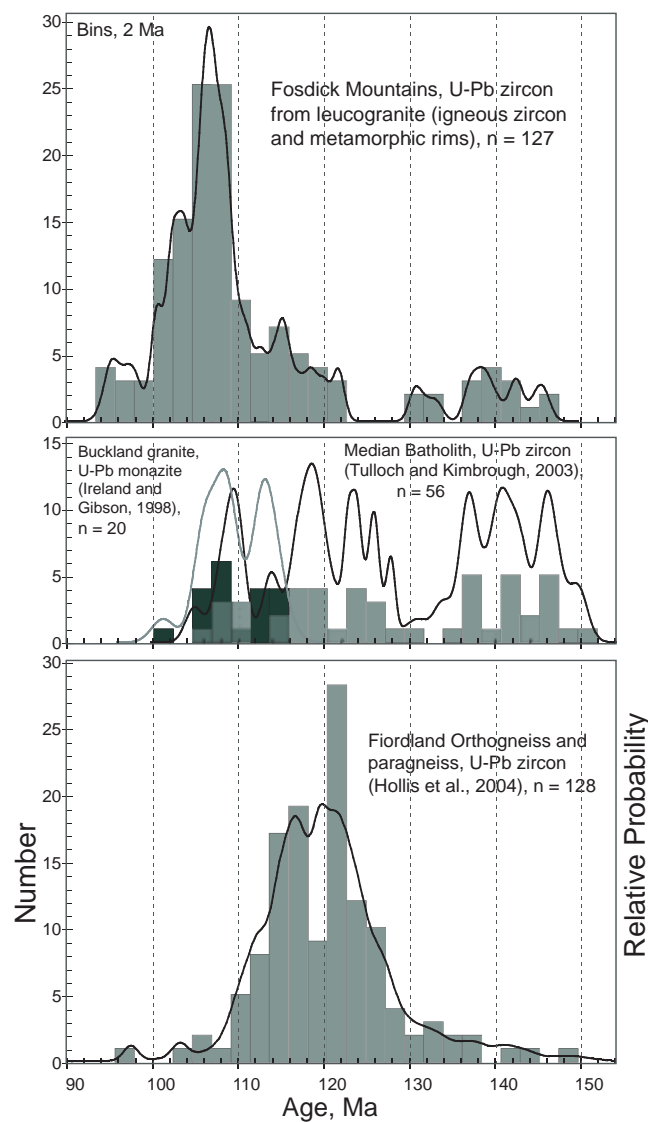 30
25
20
15
10
5
0
Bins, 2 Ma
Fosdick Mountains, U-Pb zircon
from leucogranite (igneous zircon
and metamorphic rims), n = 127
15
10
5
0
Buckland granite,
U-Pb monazite
(Ireland and
Gibson, 1998),
n = 20
Median Batholith, U-Pb zircon
(Tulloch and Kimbrough, 2003),
n = 56
30
25
20
15
10
5
0
Fiordland Orthogneiss and
paragneiss, U-Pb zircon
(Hollis et al., 2004), n = 128
Number
Relative Probability
90 100 110 120 130 140 150
Age, Ma